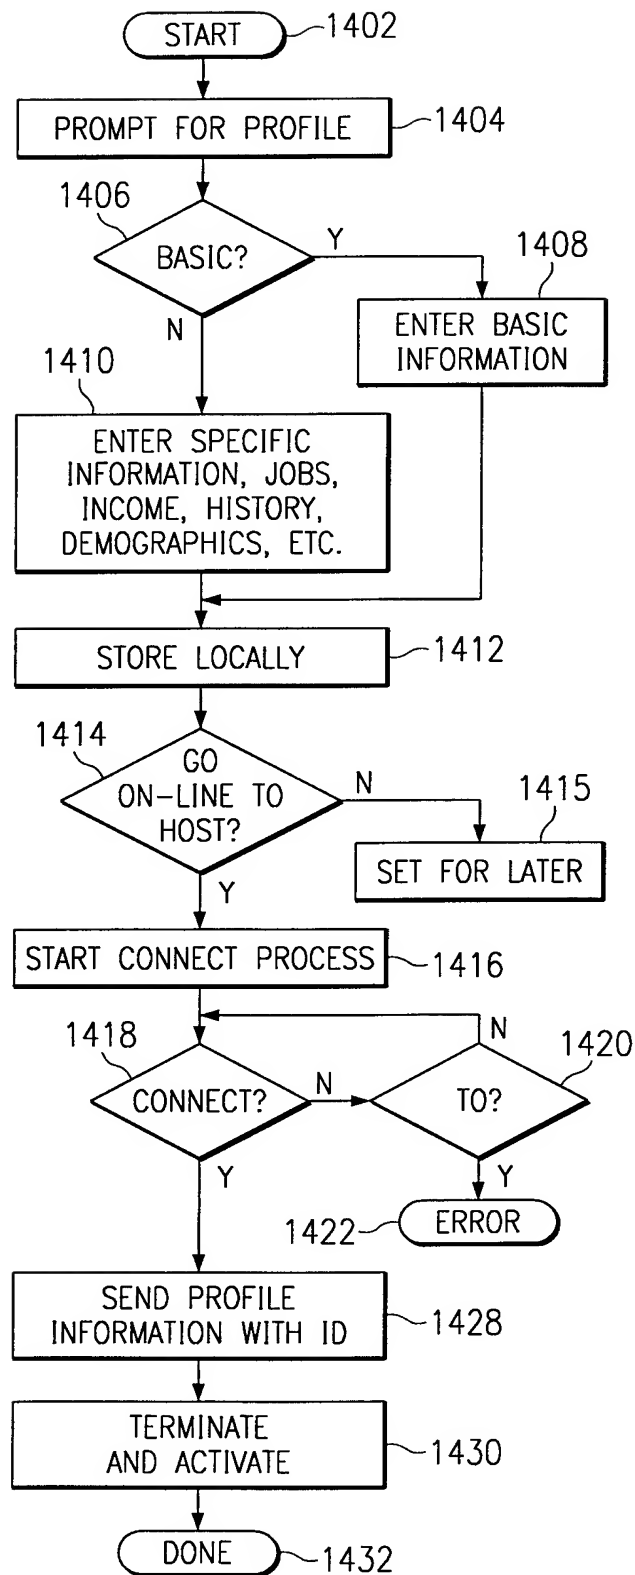 START
1402
PROMPT FOR PROFILE
1404
1406
BASIC?
Y
N
1408
ENTER BASIC
INFORMATION
1410
ENTER SPECIFIC
INFORMATION, JOBS,
INCOME, HISTORY,
DEMOGRAPHICS, ETC.
STORE LOCALLY
1412
1414
GO
ON-LINE TO
HOST?
N
Y
1415
SET FOR LATER
START CONNECT PROCESS
1416
1418
CONNECT?
N
Y
N
1420
TO?
Y
1422
ERROR
SEND PROFILE
INFORMATION WITH ID
1428
TERMINATE
AND ACTIVATE
1430
DONE
1432